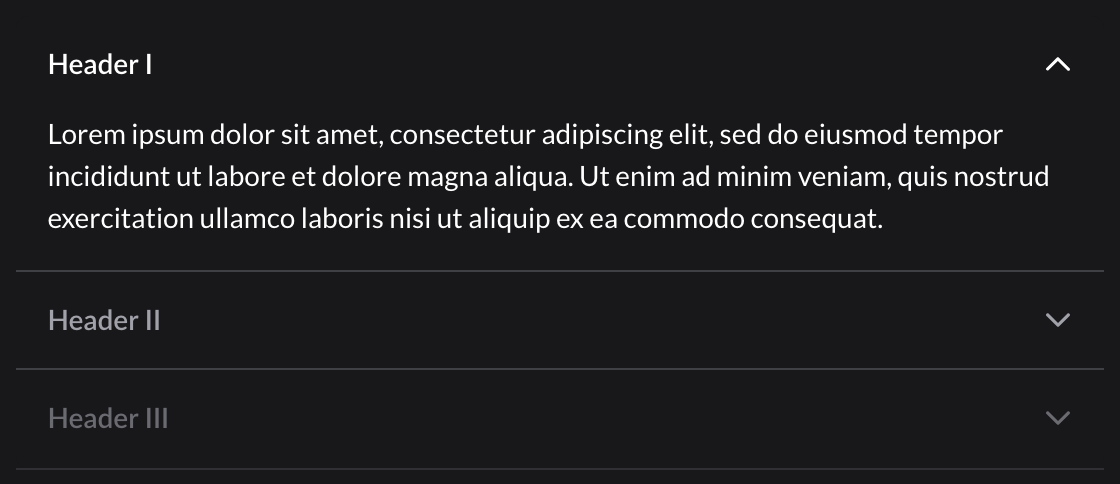 Header I
Lorem ipsum dolor sit amet, consectetur adipiscing elit, sed do eiusmod tempor
incididunt ut labore et dolore magna aliqua. Ut enim ad minim veniam, quis nostrud
exercitation ullamco laboris nisi ut aliquip ex ea commodo consequat.
Header II
Header III